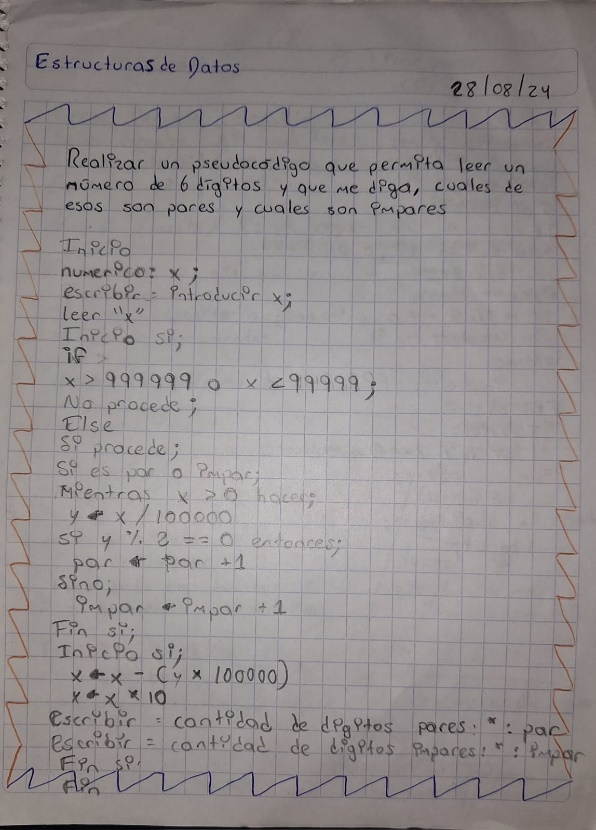 Estructuras de Datos
28/08/24
Realizar un pseudocódigo que permita leer un
número de 6 dígitos y que me diga, cuales de
esos son pares y cuales son impares
Inicio
numerico: x ;
escribir = introducir x;
leer "x"
Inicio si;
if
x > 999999 o x < 99999 ;
No procede ;
Else
Si procede ;
Si es par o impar;
Mientras x > 0 hacer;
y ← x / 100000
si y % 2 == 0 entonces;
par ← par +1
sino;
impar ← impar +1
Fin si;
Inicio si;
x ← x - (y * 100000)
x ← x * 10
Escribir = cantidad de digitos pares: " : par
Escribir = cantidad de digitos impares: " : impar
Fin si
Fin